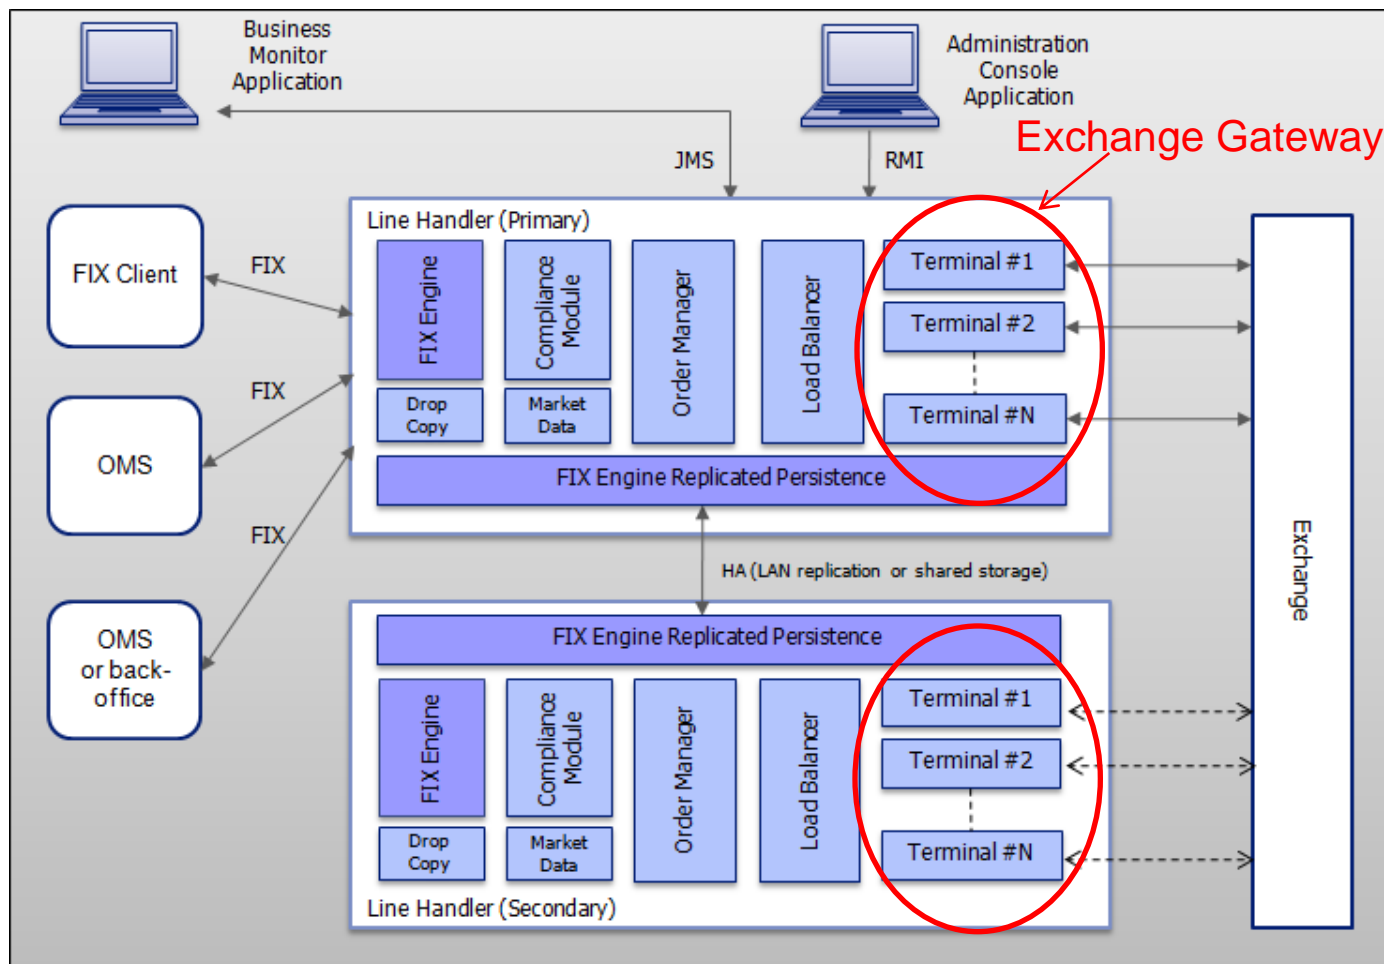 Business
Monitor
Application
Administration
Console
Application
Exchange Gateway
JMS
RMI
Line Handler (Primary)
FIX Client
FIX
FIX Engine
Compliance
Module
Order Manager
Load Balancer
Terminal #1
Terminal #2
Terminal #N
Drop
Copy
Market
Data
FIX
OMS
FIX Engine Replicated Persistence
FIX
HA (LAN replication or shared storage)
Exchange
OMS
or back-
office
FIX Engine Replicated Persistence
FIX Engine
Compliance
Module
Order Manager
Load Balancer
Terminal #1
Terminal #2
Terminal #N
Drop
Copy
Market
Data
Line Handler (Secondary)